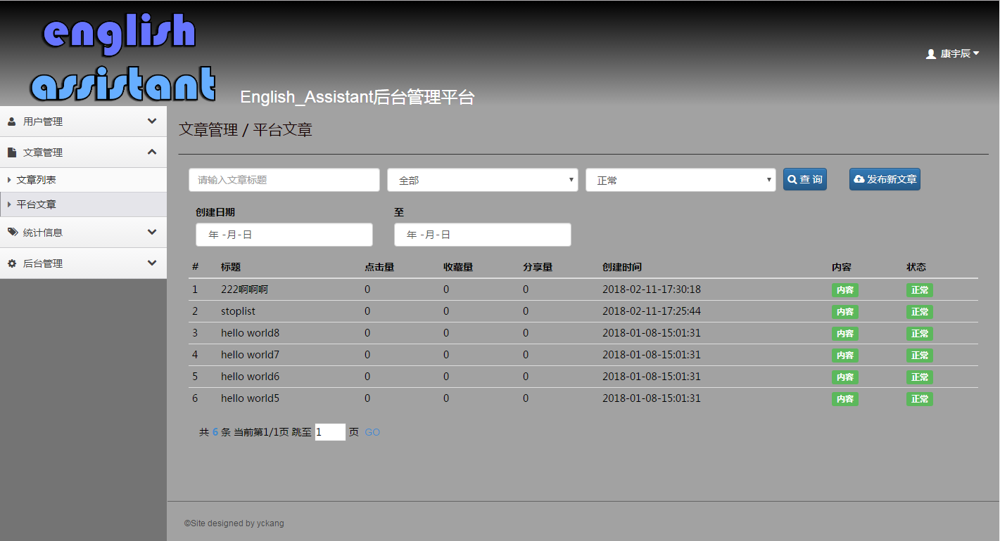 english
assistant
English_Assistant后台管理平台
康宇辰
用户管理
文章管理
文章列表
平台文章
统计信息
后台管理
文章管理 / 平台文章
请输入文章标题 全部 正常 查 询 发布新文章
创建日期 至
年 -月-日 年 -月-日
# 标题 点击量 收藏量 分享量 创建时间 内容 状态
1 222啊啊啊 0 0 0 2018-02-11-17:30:18 内容 正常
2 stoplist 0 0 0 2018-02-11-17:25:44 内容 正常
3 hello world8 0 0 0 2018-01-08-15:01:31 内容 正常
4 hello world7 0 0 0 2018-01-08-15:01:31 内容 正常
5 hello world6 0 0 0 2018-01-08-15:01:31 内容 正常
6 hello world5 0 0 0 2018-01-08-15:01:31 内容 正常
共 6 条 当前第1/1页 跳至 1 页 GO
©Site designed by yckang